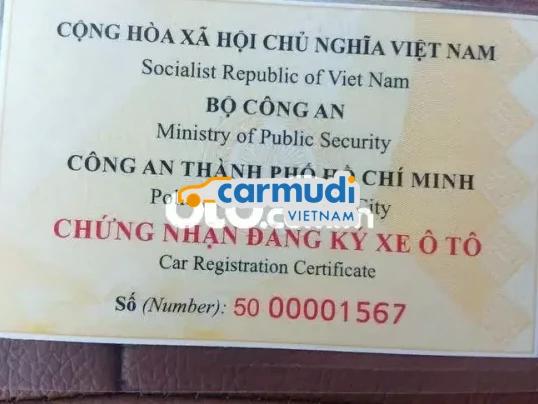 CỘNG HÒA XÃ HỘI CHỦ NGHĨA VIỆT NAM
Socialist Republic of Viet Nam
BỘ CÔNG AN
Ministry of Public Security
CÔNG AN THÀNH PHỐ HỒ CHÍ MINH
carmudi
City
VIETNAM
CHỨNG NHẬN ĐĂNG KÝ XE Ô TÔ
Car Registration Certificate
Số (Number): 50 00001567